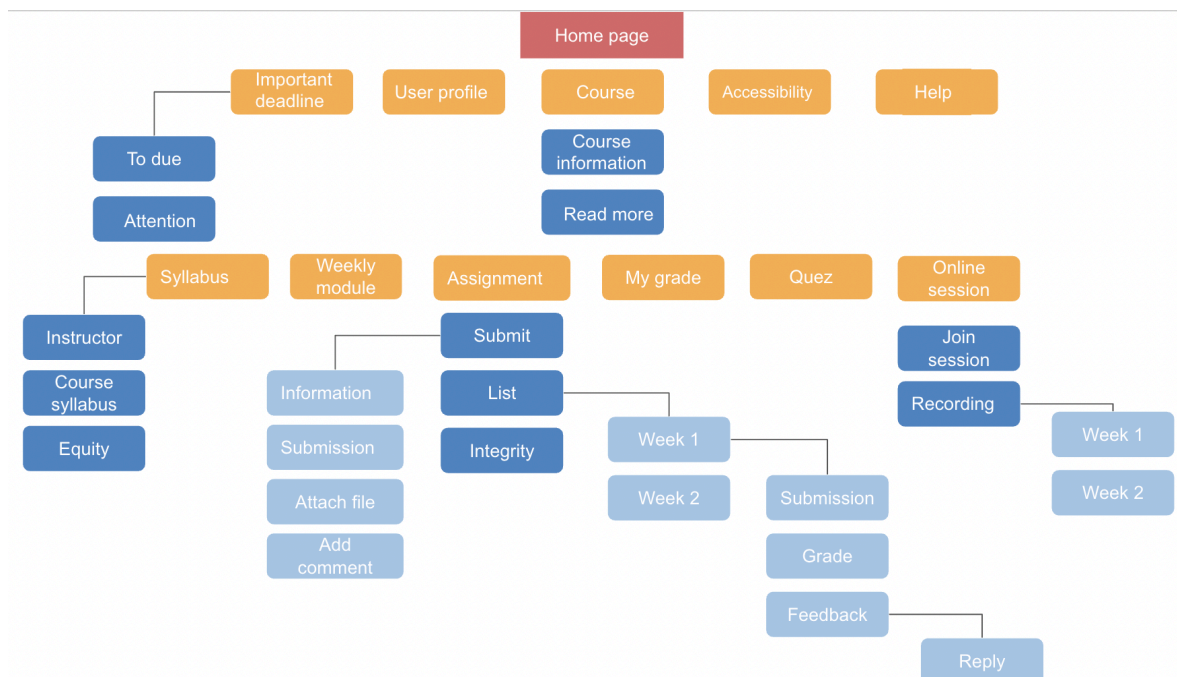 Home page
Important
deadline
User profile
Course
Accessibility
Help
To due
Course
information
Attention
Read more
Syllabus
Weekly
module
Assignment
My grade
Quez
Online
session
Instructor
Submit
Join
session
Course
syllabus
Information
List
Recording
Equity
Submission
Integrity
Week 1
Week 1
Attach file
Week 2
Submission
Week 2
Add
comment
Grade
Feedback
Reply